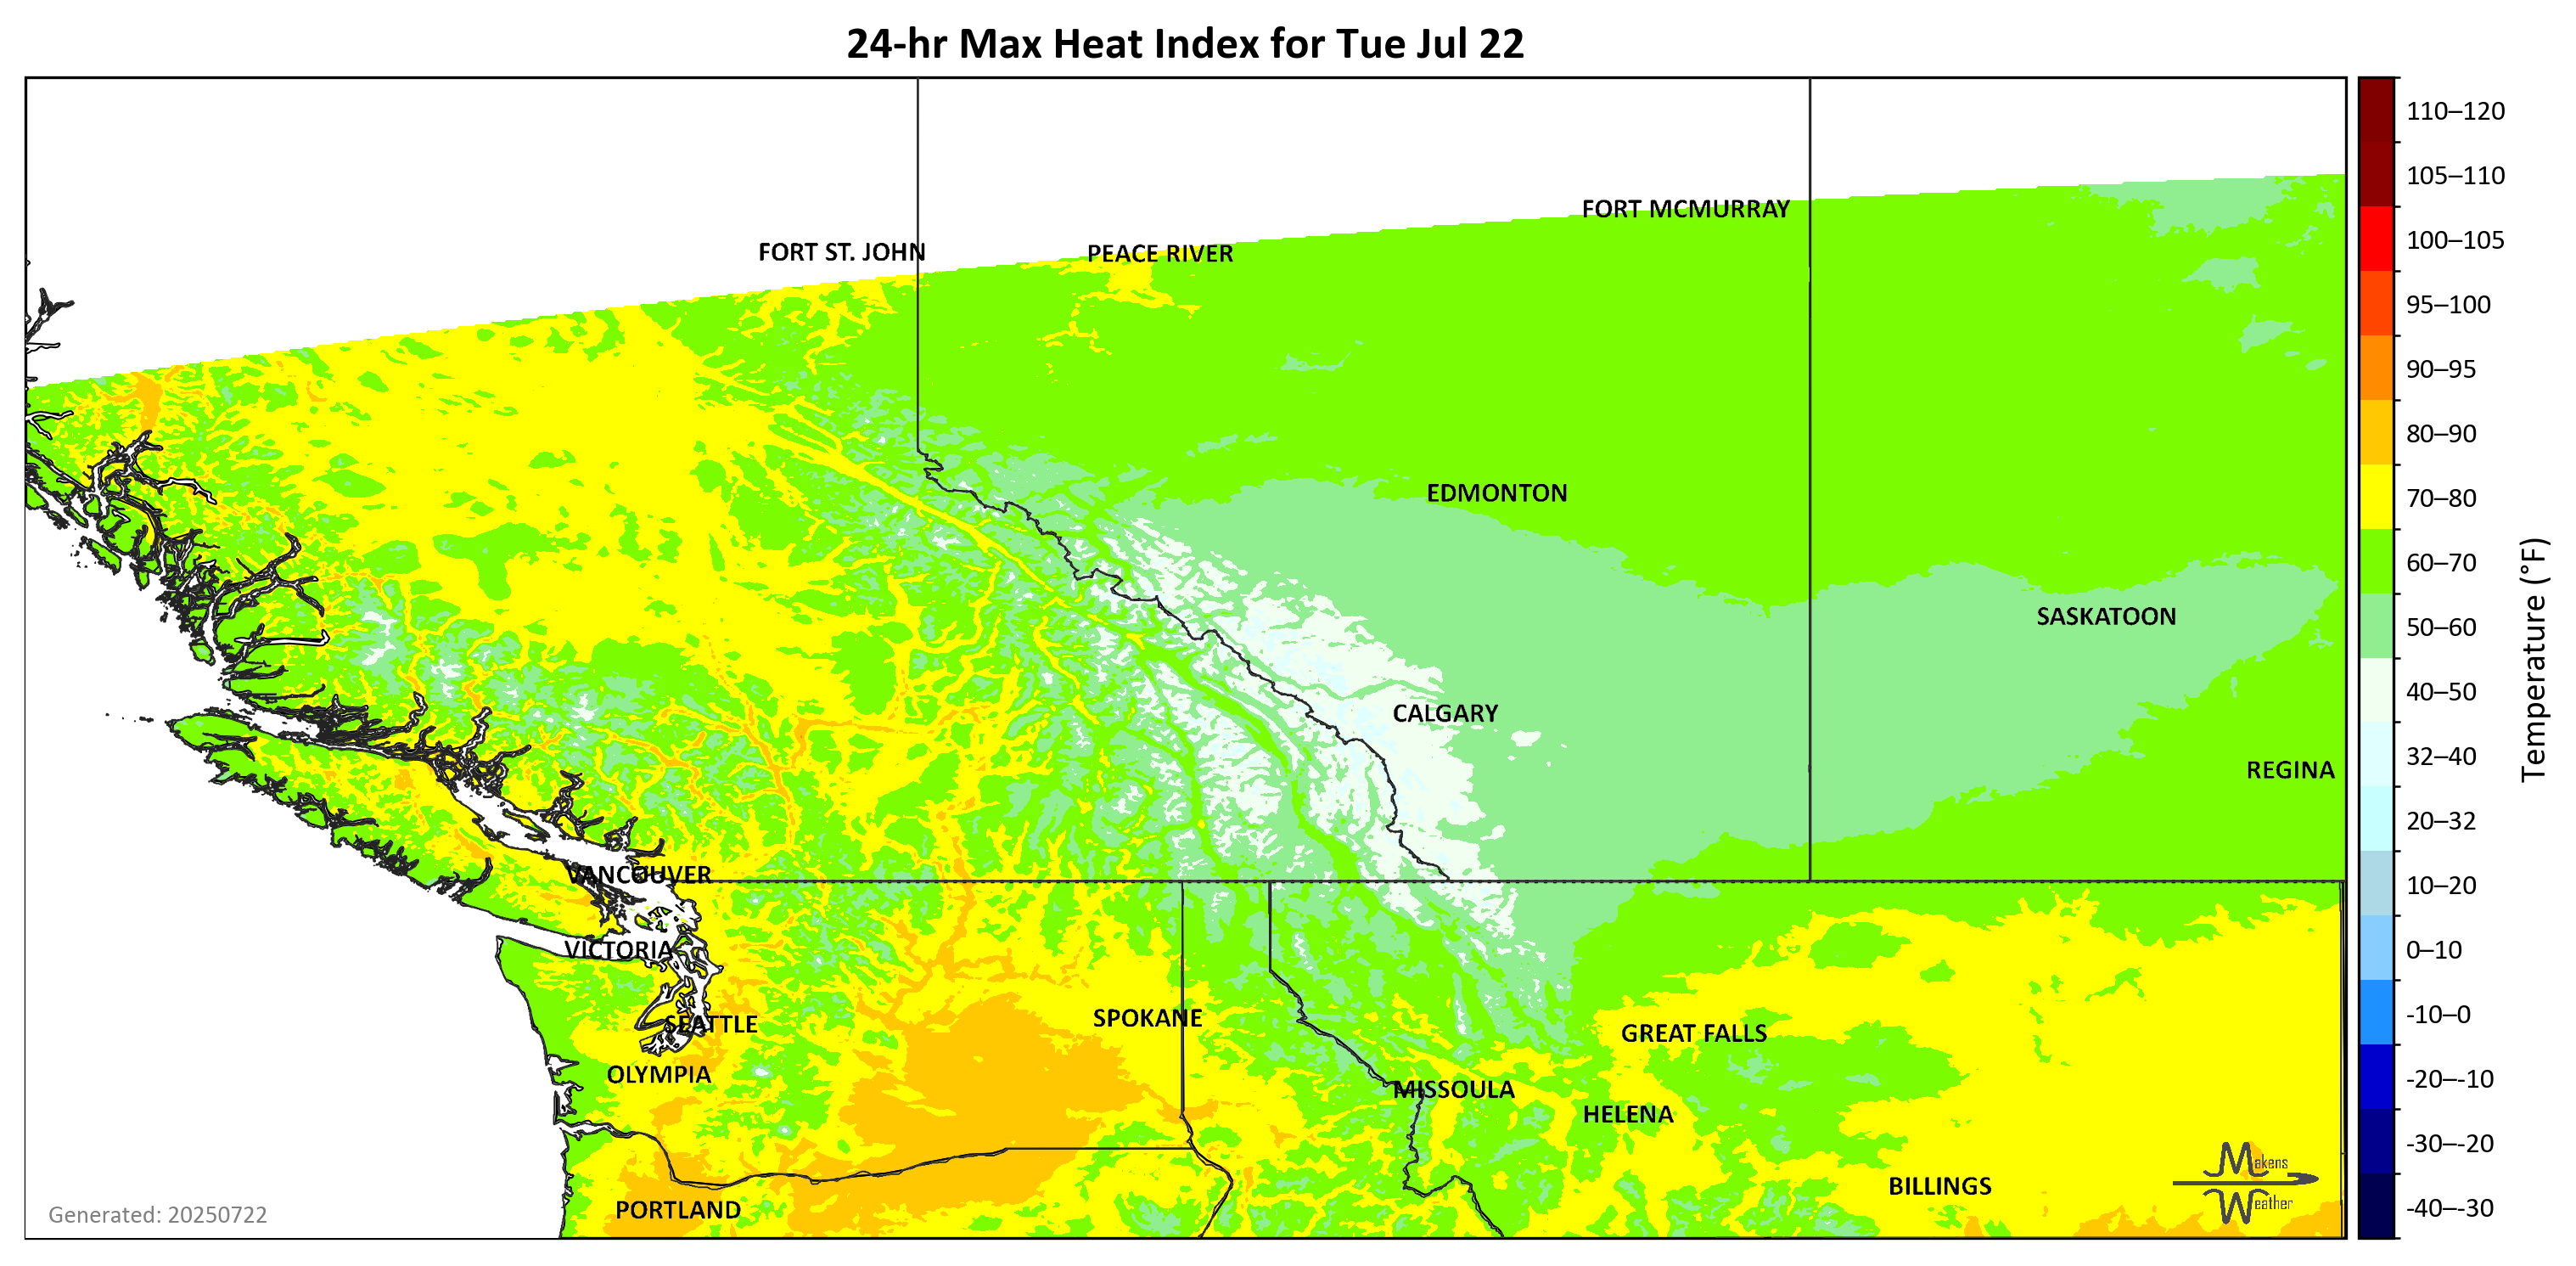 24-hr Max Heat Index for Tue Jul 22
FORT MCMURRAY
FORT ST. JOHN
PEACE RIVER
EDMONTON
SASKATOON
CALGARY
REGINA
VANCOUVER
VICTORIA
SEATTLE
SPOKANE
GREAT FALLS
OLYMPIA
MISSOULA
HELENA
BILLINGS
PORTLAND
Makens
Weather
Generated: 20250722
110–120
105–110
100–105
95–100
90–95
80–90
70–80
60–70
50–60
40–50
32–40
20–32
10–20
0–10
-10–0
-20–-10
-30–-20
-40–-30
Temperature (°F)